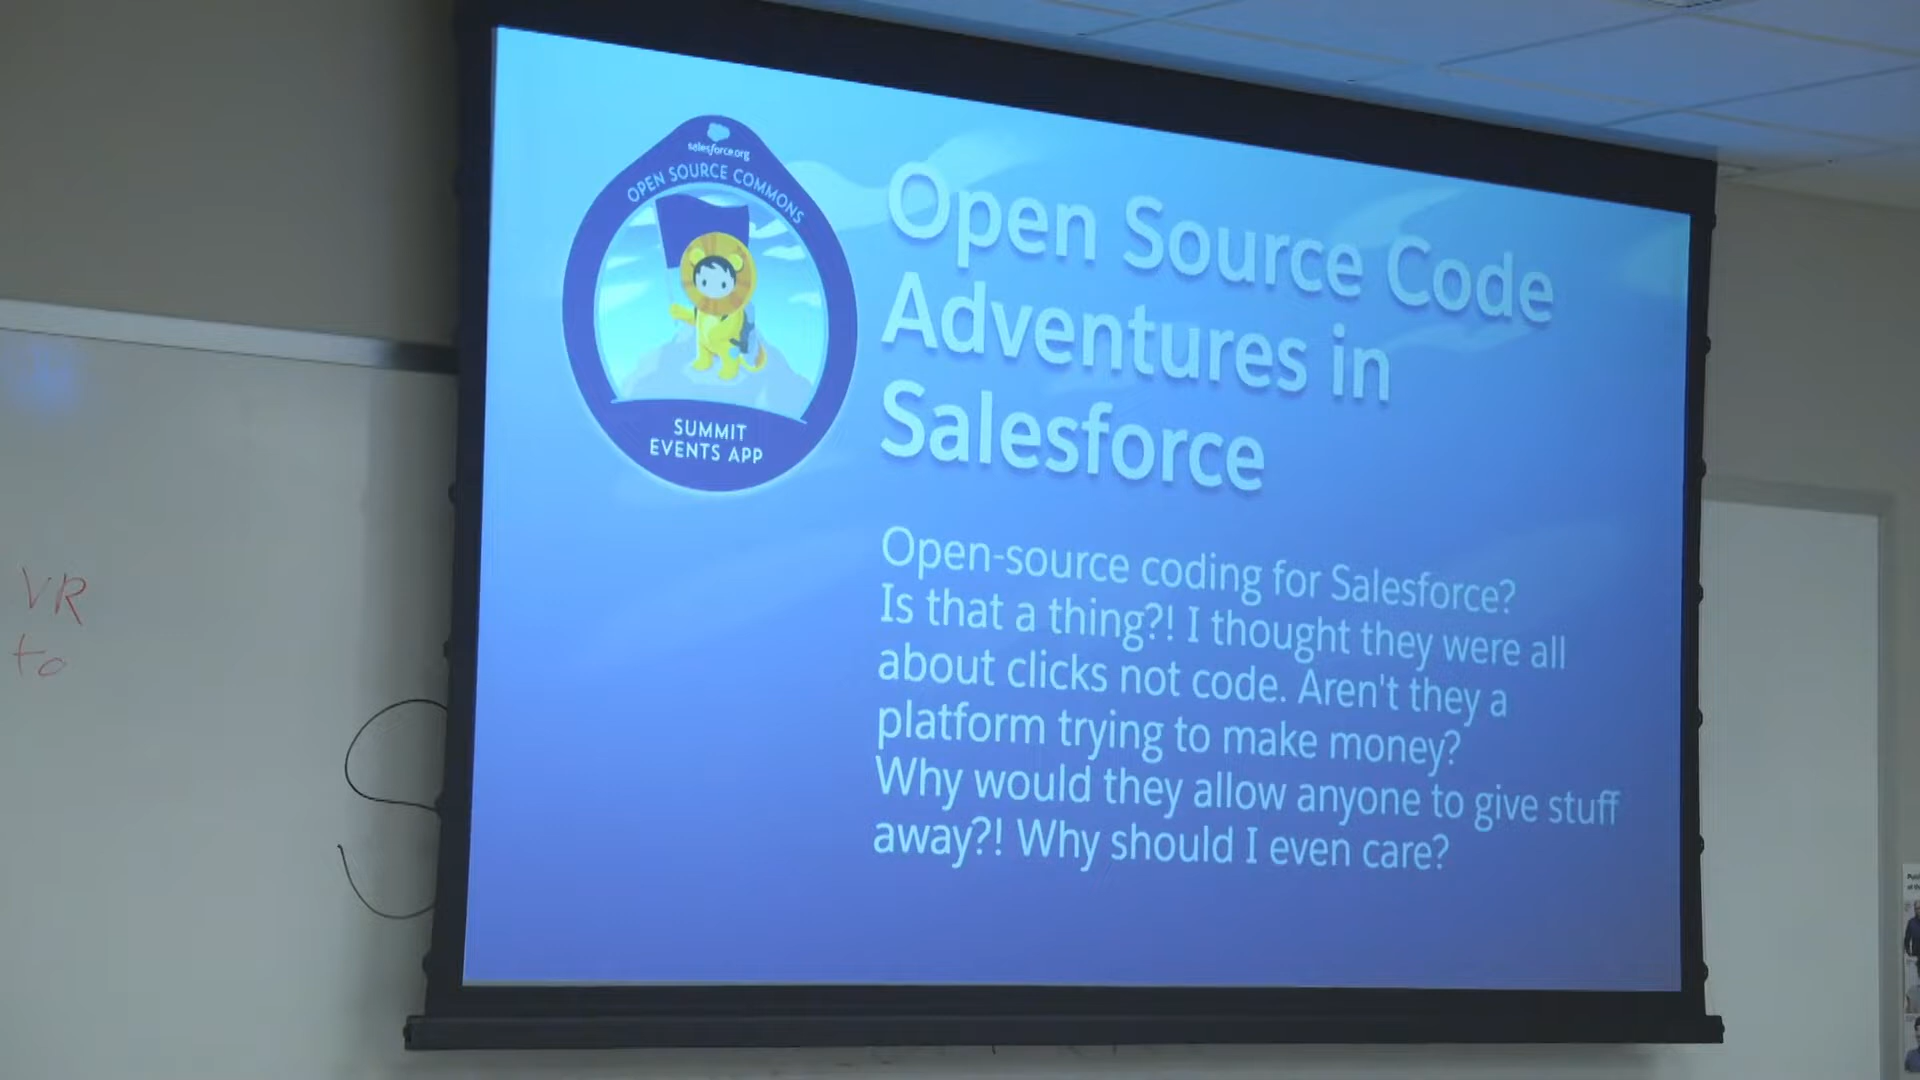 salesforce.org
OPEN SOURCE COMMONS
SUMMIT
EVENTS APP
Open Source Code
Adventures in
Salesforce
Open-source coding for Salesforce?
Is that a thing?! I thought they were all
about clicks not code. Aren't they a
platform trying to make money?
Why would they allow anyone to give stuff
away?! Why should I even care?
VR
to